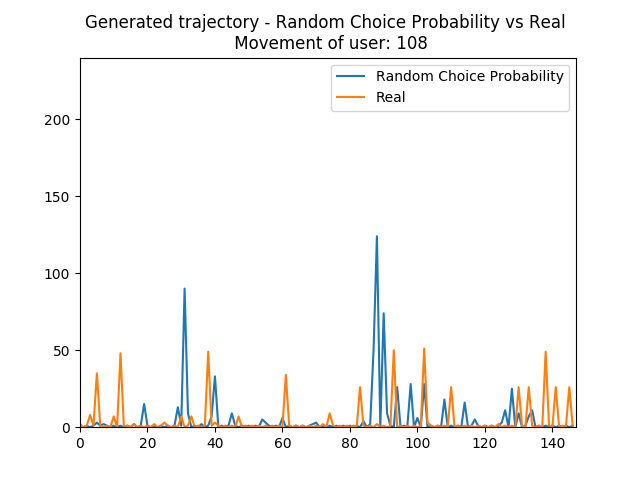 Generated trajectory - Random Choice Probability vs Real
Movement of user: 108
Random Choice Probability
Real
200
150
100
50
0
0 20 40 60 80 100 120 140